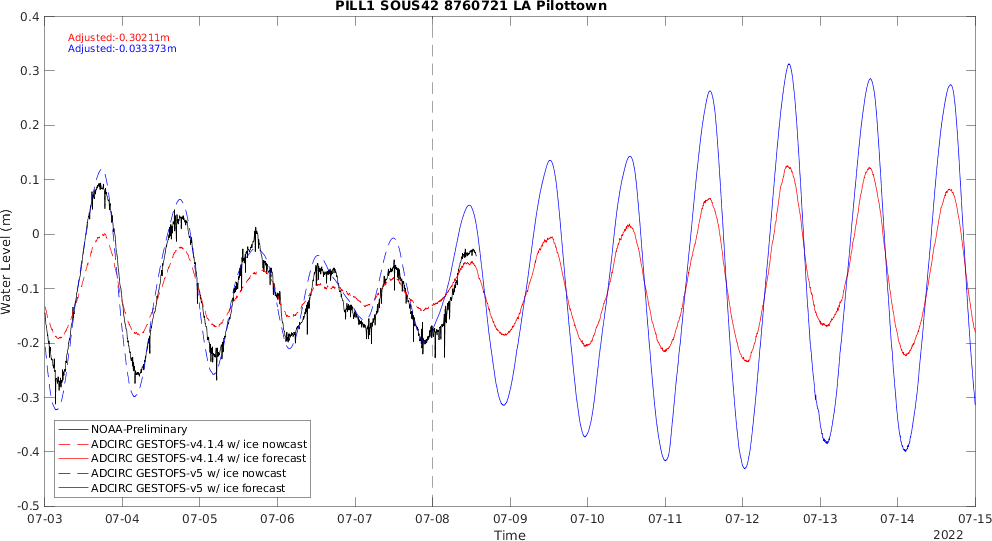 PILL1 SOUS42 8760721 LA Pilottown
Adjusted:-0.30211m
Adjusted:-0.033373m
Water Level (m)
0.4
0.3
0.2
0.1
0
-0.1
-0.2
-0.3
-0.4
-0.5
NOAA-Preliminary
ADCIRC GESTOFS-v4.1.4 w/ ice nowcast
ADCIRC GESTOFS-v4.1.4 w/ ice forecast
ADCIRC GESTOFS-v5 w/ ice nowcast
ADCIRC GESTOFS-v5 w/ ice forecast
07-03 07-04 07-05 07-06 07-07 07-08 07-09 07-10 07-11 07-12 07-13 07-14 07-15
Time
2022